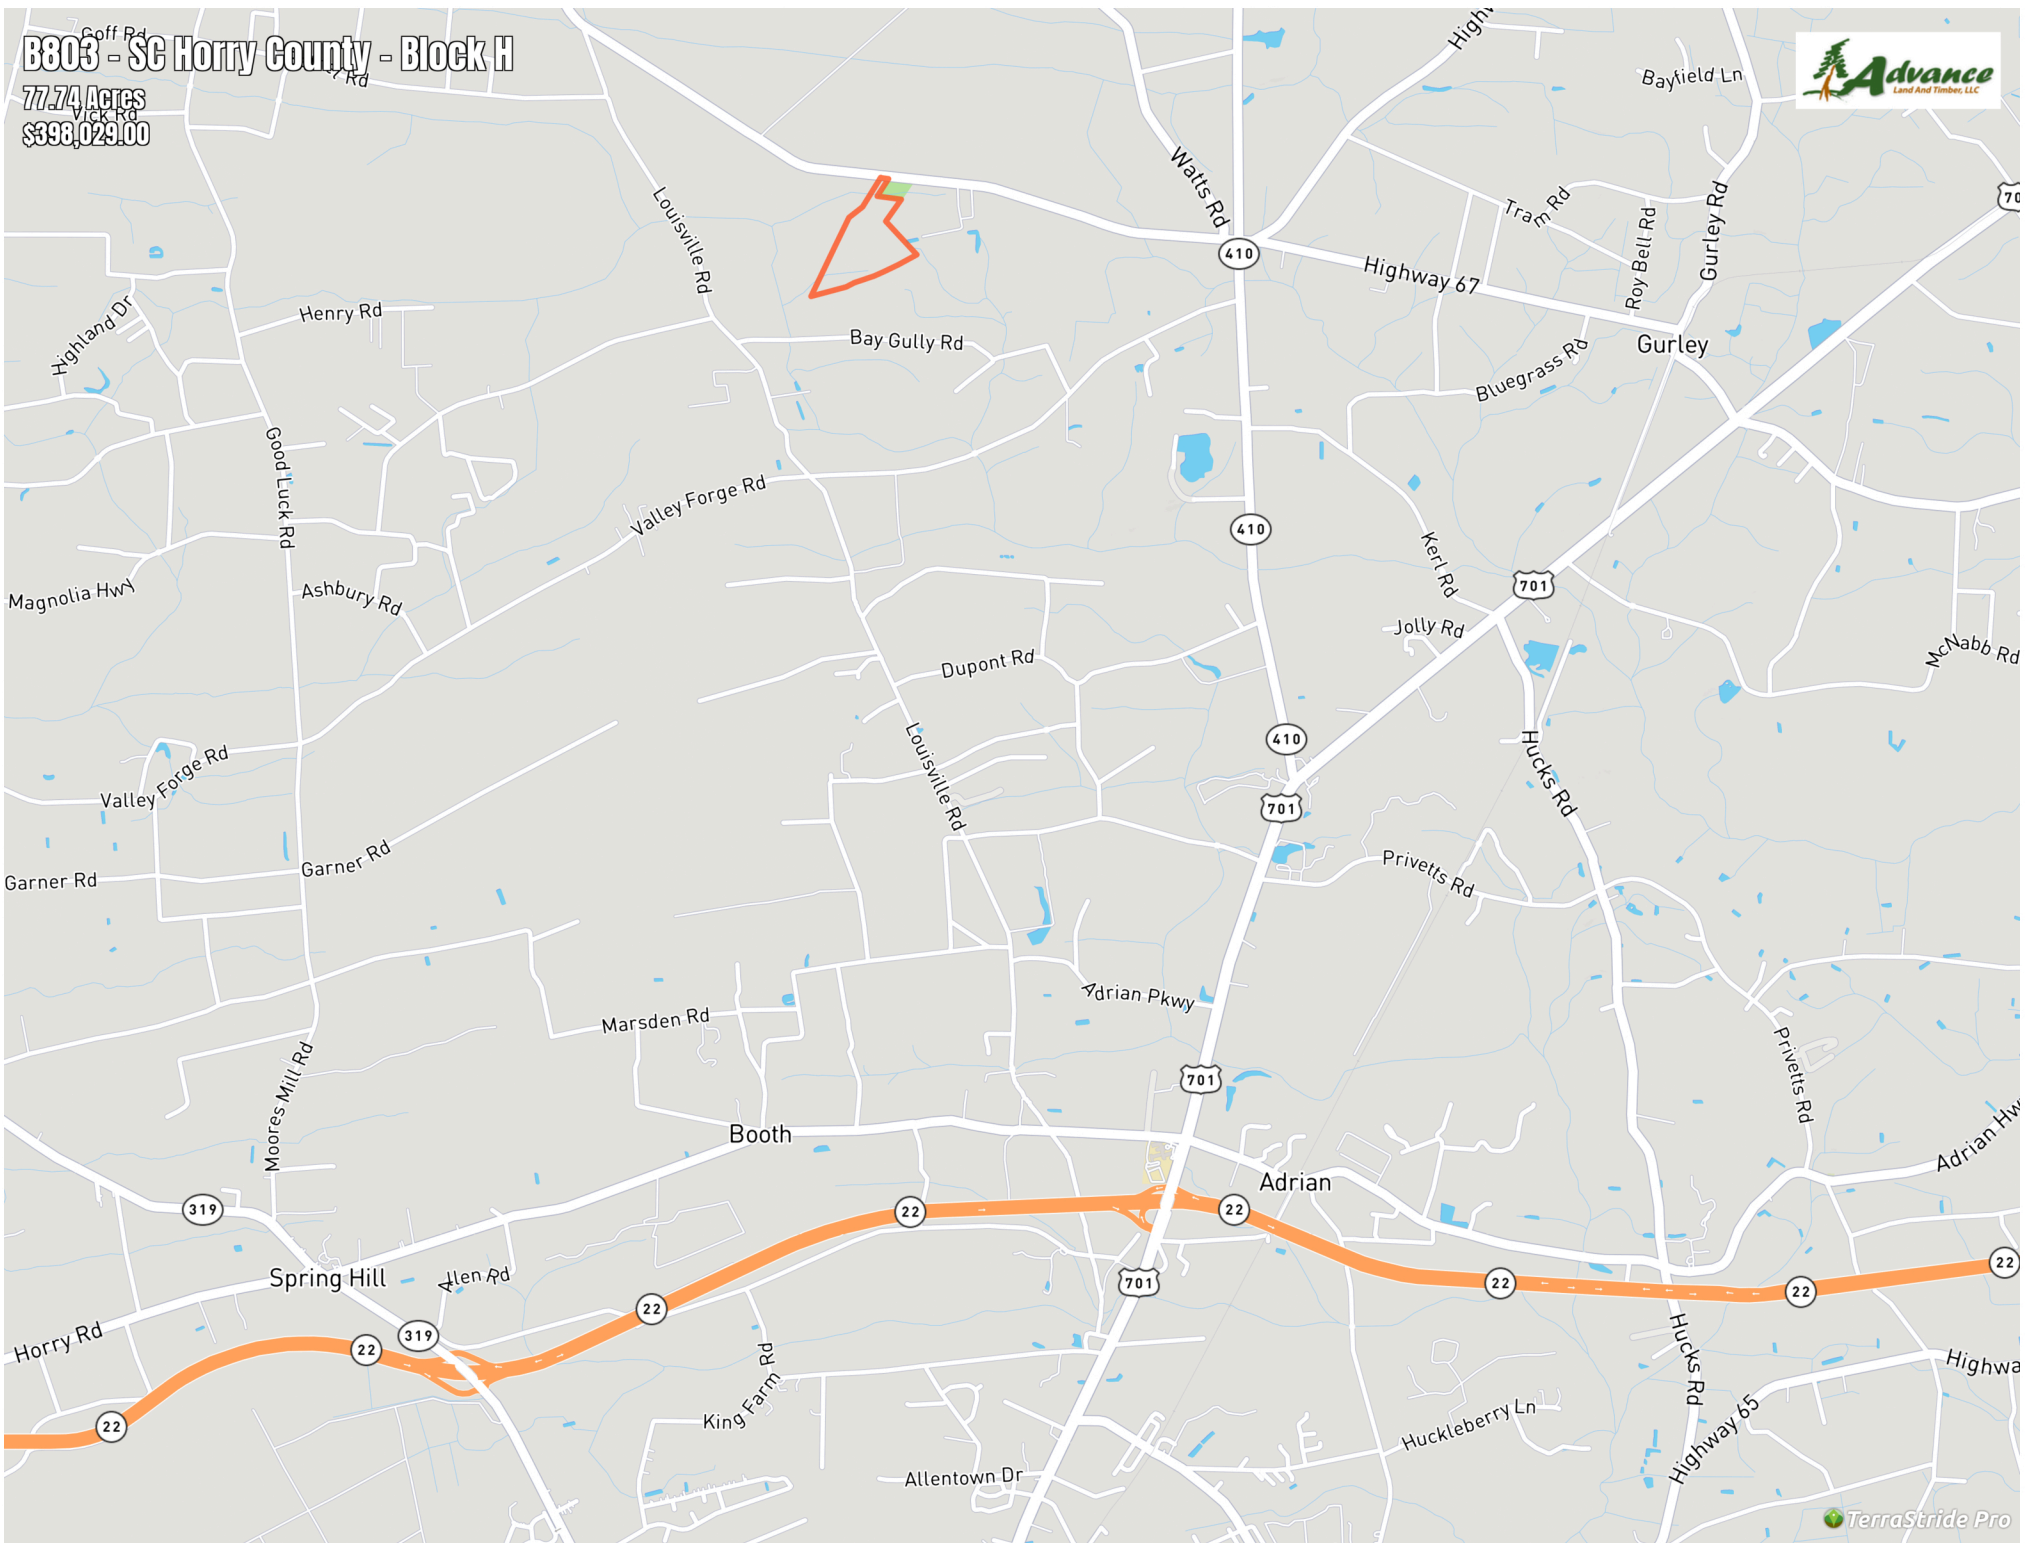 Goff Rd
B803 - SC Horry County - Block H
77.74 Acres
Vick Rd
$398,029.00
Advance
Land And Timber, LLC
Bayfield Ln
Watts Rd
Louisville Rd
Tram Rd
Roy Bell Rd
Gurley Rd
70
410
Highway 67
Highland Dr
Henry Rd
Bay Gully Rd
Gurley
Bluegrass Rd
Good Luck Rd
Valley Forge Rd
410
Kerl Rd
701
Magnolia Hwy
Ashbury Rd
Jolly Rd
McNabb Rd
Dupont Rd
410
Louisville Rd
Hucks Rd
Valley Forge Rd
701
Garner Rd
Garner Rd
Privetts Rd
Adrian Pkwy
Marsden Rd
Moores Mill Rd
701
Privetts Rd
Booth
Adrian Hw
Adrian
319
22
22
Spring Hill
Allen Rd
701
22
22
22
22
Horry Rd
319
22
Hucks Rd
Highwa
King Farm Rd
22
Huckleberry Ln
Highway 65
Allentown Dr
TerraStride Pro